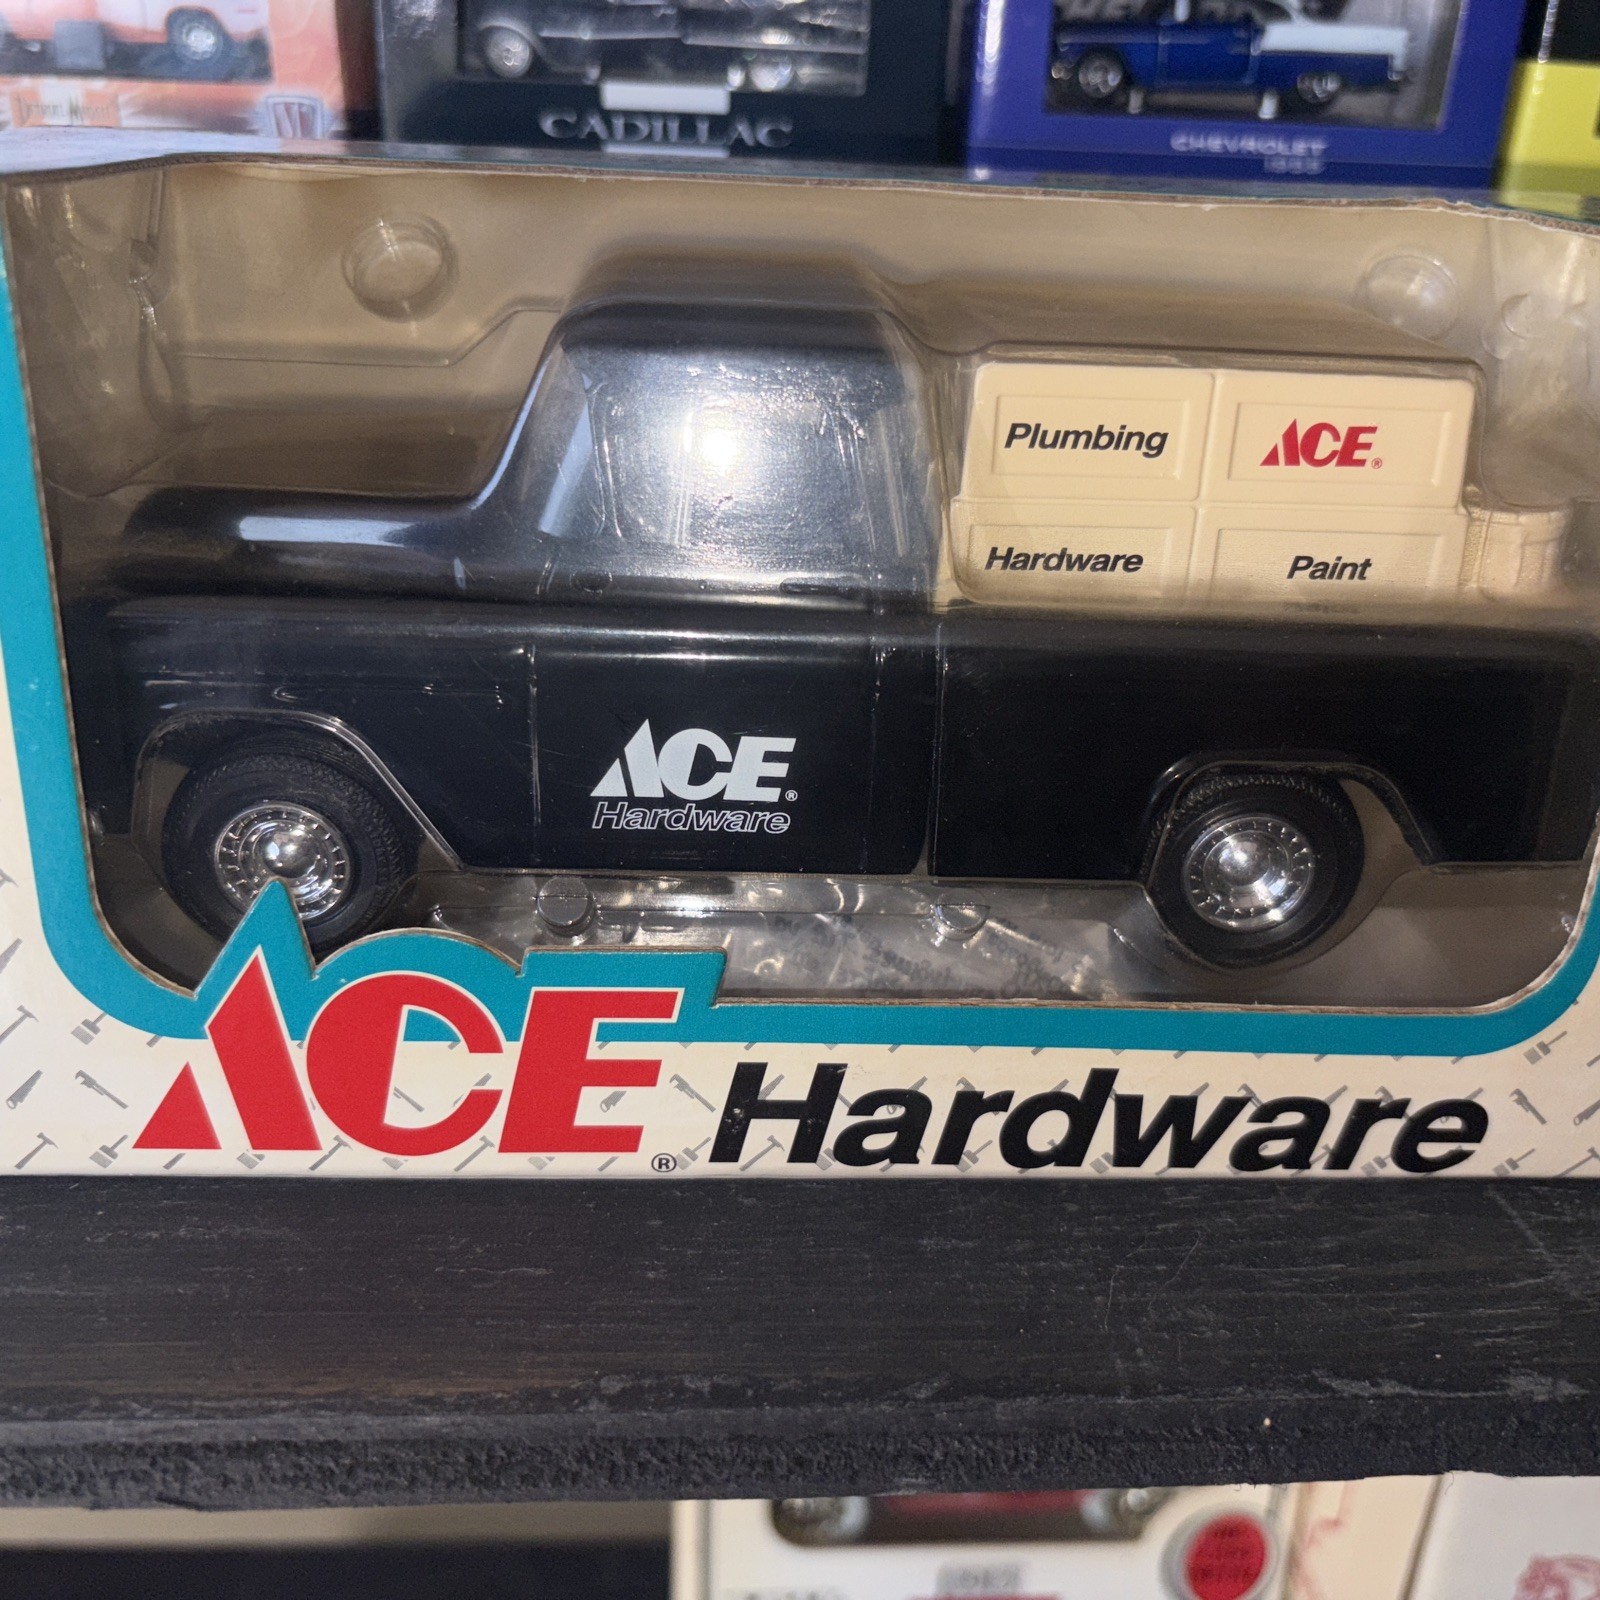 CADILLAC
CHEVROLET
Plumbing
ACE®
Hardware
Paint
ACE®
Hardware
ACE® Hardware